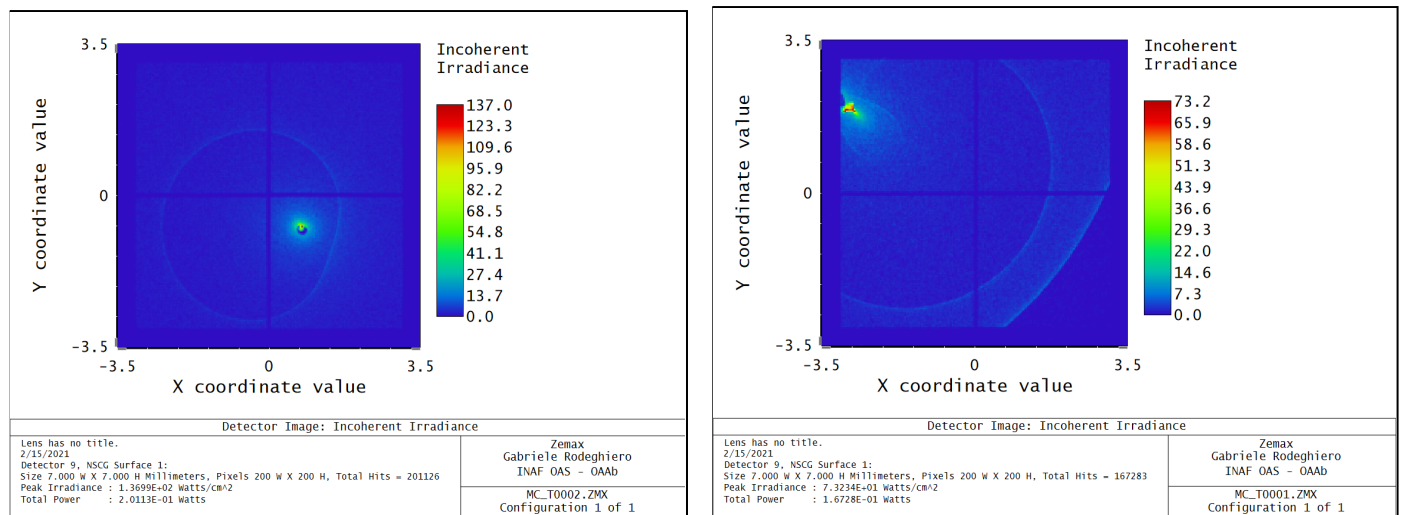 Incoherent
Irradiance
3.5
0
-3.5
Y coordinate value
-3.5 0 3.5
X coordinate value
137.0
123.3
109.6
95.9
82.2
68.5
54.8
41.1
27.4
13.7
0.0
Detector Image: Incoherent Irradiance
Lens has no title.
2/15/2021
Detector 9, NSCG Surface 1:
Size 7.000 W X 7.000 H Millimeters, Pixels 200 W X 200 H, Total Hits = 201126
Peak Irradiance : 1.3699E+02 Watts/cm^2
Total Power : 2.0113E-01 Watts
Zemax
Gabriele Rodeghiero
INAF OAS - OAAb
MC_T0002.ZMX
Configuration 1 of 1
Incoherent
Irradiance
3.5
0
-3.5
Y coordinate value
-3.5 0 3.5
X coordinate value
73.2
65.9
58.6
51.3
43.9
36.6
29.3
22.0
14.6
7.3
0.0
Detector Image: Incoherent Irradiance
Lens has no title.
2/15/2021
Detector 9, NSCG Surface 1:
Size 7.000 W X 7.000 H Millimeters, Pixels 200 W X 200 H, Total Hits = 167283
Peak Irradiance : 7.3234E+01 Watts/cm^2
Total Power : 1.6728E-01 Watts
Zemax
Gabriele Rodeghiero
INAF OAS - OAAb
MC_T0001.ZMX
Configuration 1 of 1